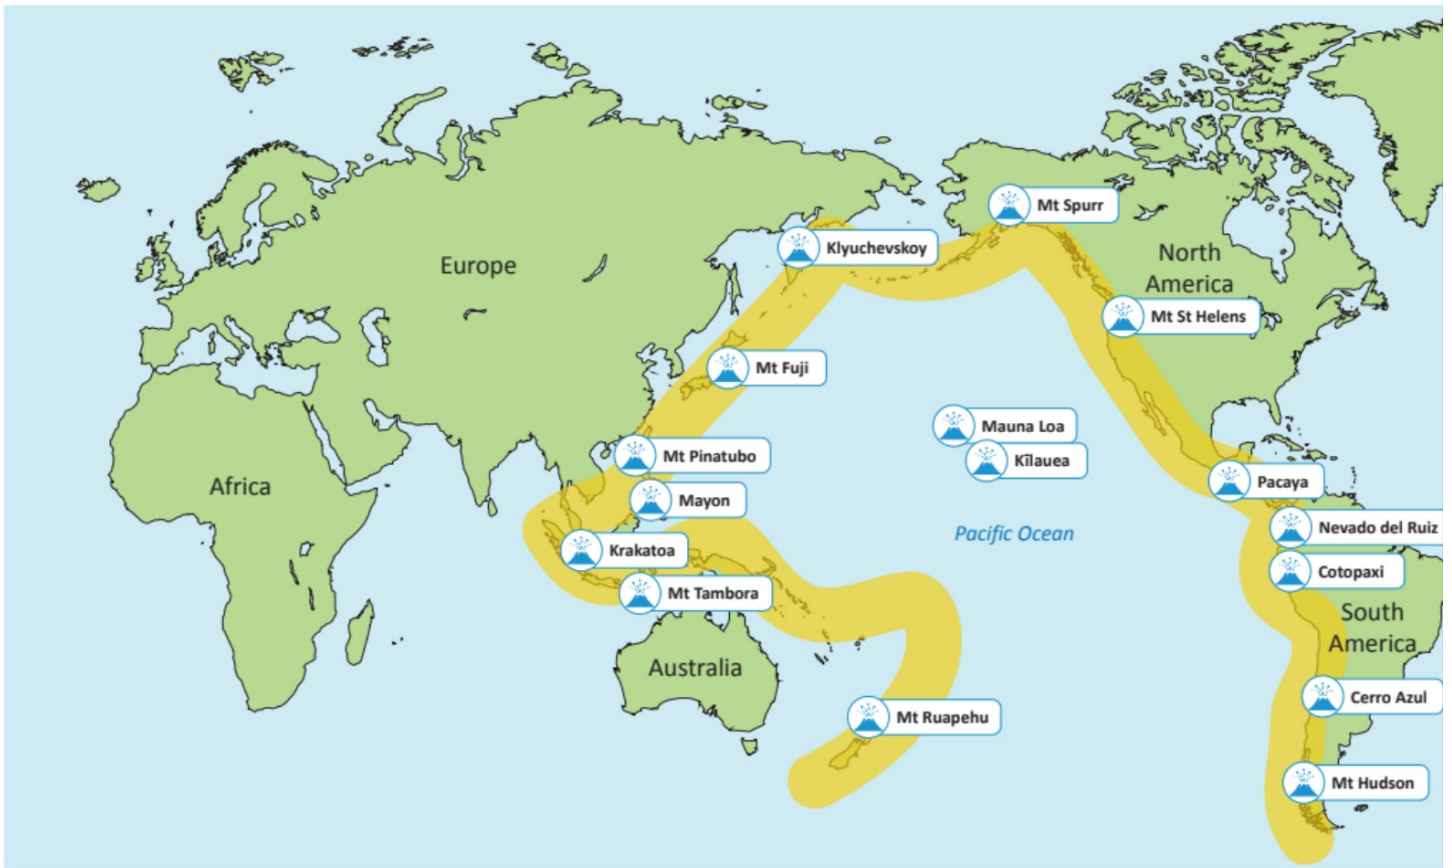 Mt Spurr
Klyuchevskoy
Europe
North
America
Mt St Helens
Mt Fuji
Mauna Loa
Mt Pinatubo
Kīlauea
Africa
Pacaya
Mayon
Pacific Ocean
Nevado del Ruiz
Krakatoa
Cotopaxi
Mt Tambora
South
America
Australia
Cerro Azul
Mt Ruapehu
Mt Hudson